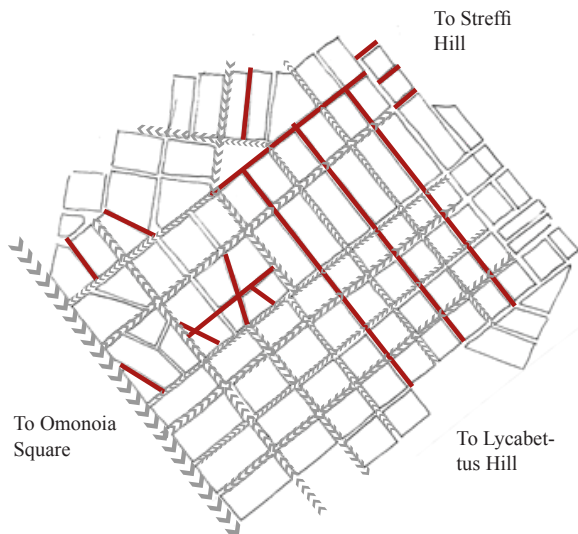 To Streffi
Hill
To Omonoia
Square
To Lycabet-
tus Hill